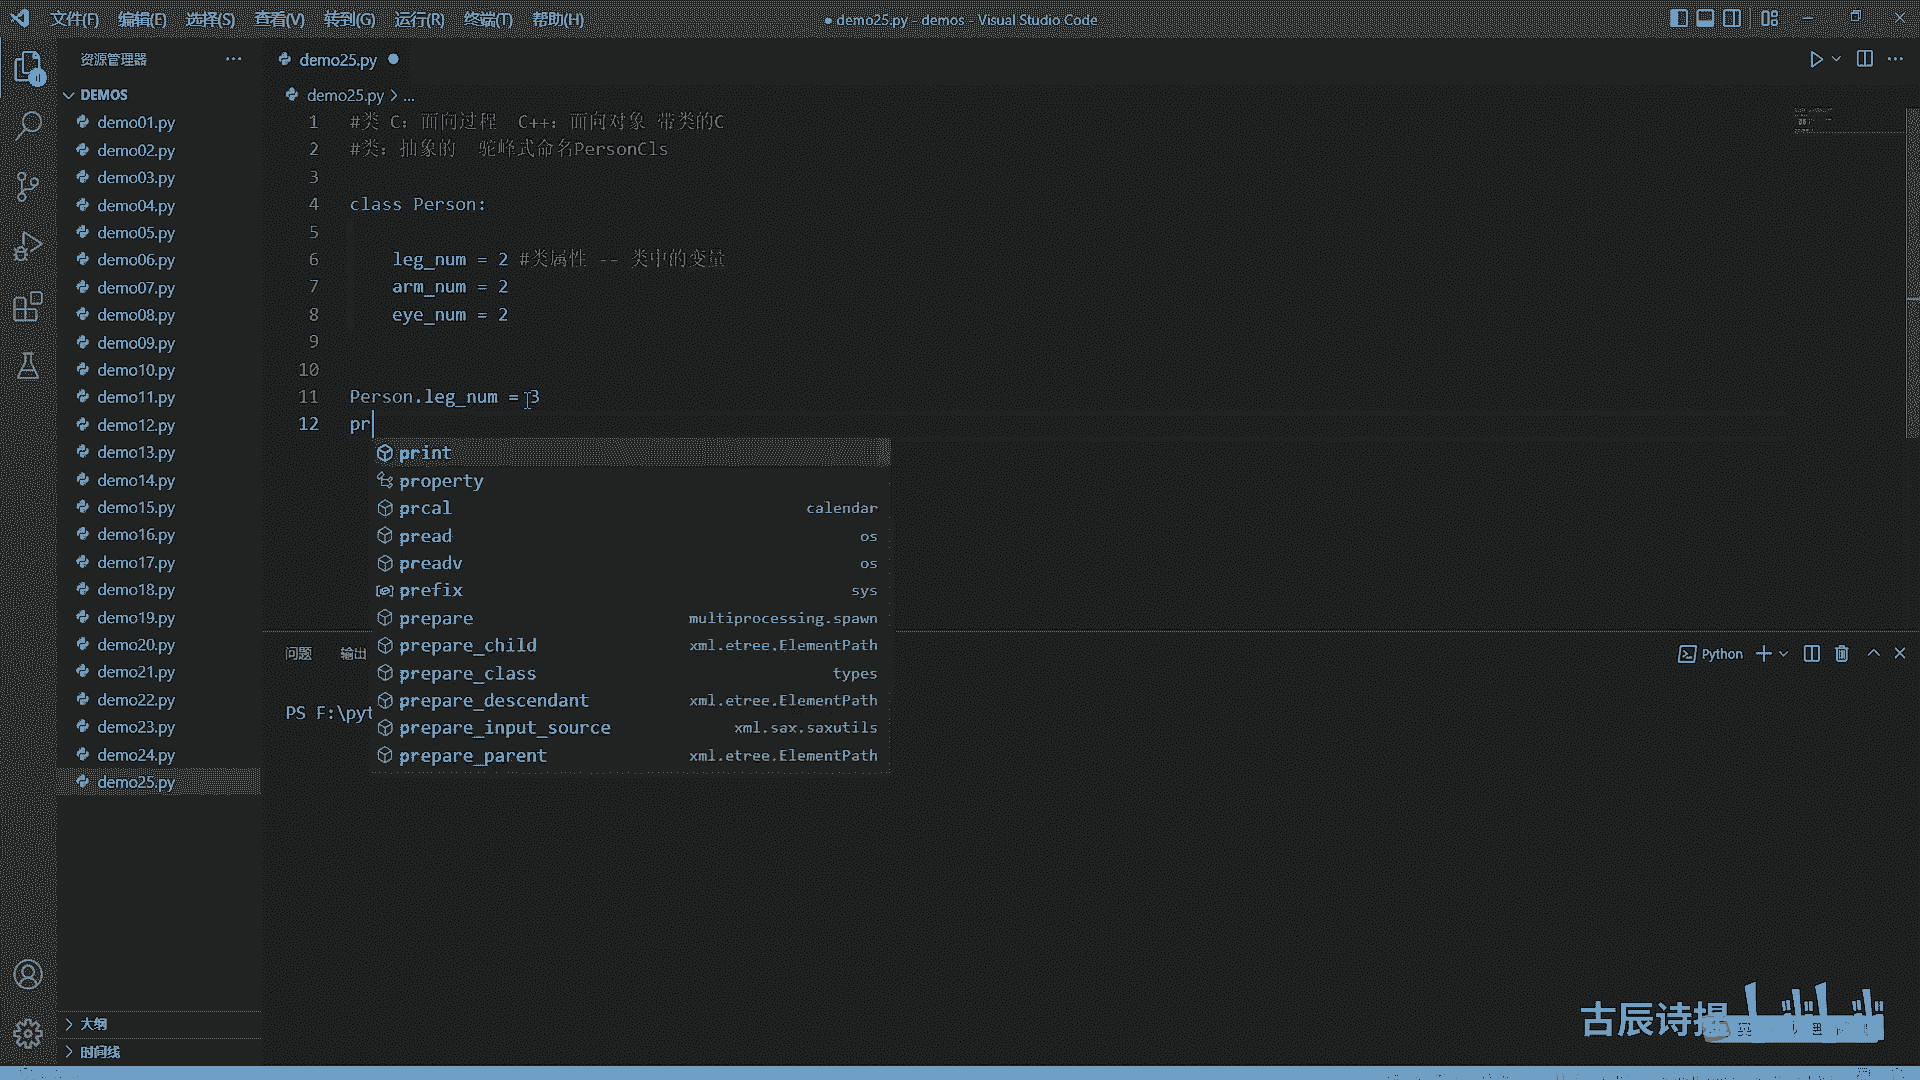 文件(F) 编辑(E) 选择(S) 查看(V) 转到(G) 运行(R) 终端(T) 帮助(H) ● demo25.py - demos - Visual Studio Code
资源管理器 ··· demo25.py ●
DEMOS
demo25.py > ...
demo01.py
demo02.py
demo03.py
demo04.py
demo05.py
demo06.py
demo07.py
demo08.py
demo09.py
demo10.py
demo11.py
demo12.py
demo13.py
demo14.py
demo15.py
demo16.py
demo17.py
demo18.py
demo19.py
demo20.py
demo21.py
demo22.py
demo23.py
demo24.py
demo25.py
大纲
时间线
1 #类 C：面向过程 C++：面向对象 带类的C
2 #类：抽象的 驼峰式命名PersonCls
3
4 class Person:
5
6 leg_num = 2 #类属性 -- 类中的变量
7 arm_num = 2
8 eye_num = 2
9
10
11 Person.leg_num = 3
12 pr
print
property
prcal calendar
pread os
preadv os
prefix sys
prepare multiprocessing.spawn
prepare_child xml.etree.ElementPath
prepare_class types
prepare_descendant xml.etree.ElementPath
prepare_input_source xml.sax.saxutils
prepare_parent xml.etree.ElementPath
问题 输出
Python
PS F:\pyt
古辰诗提